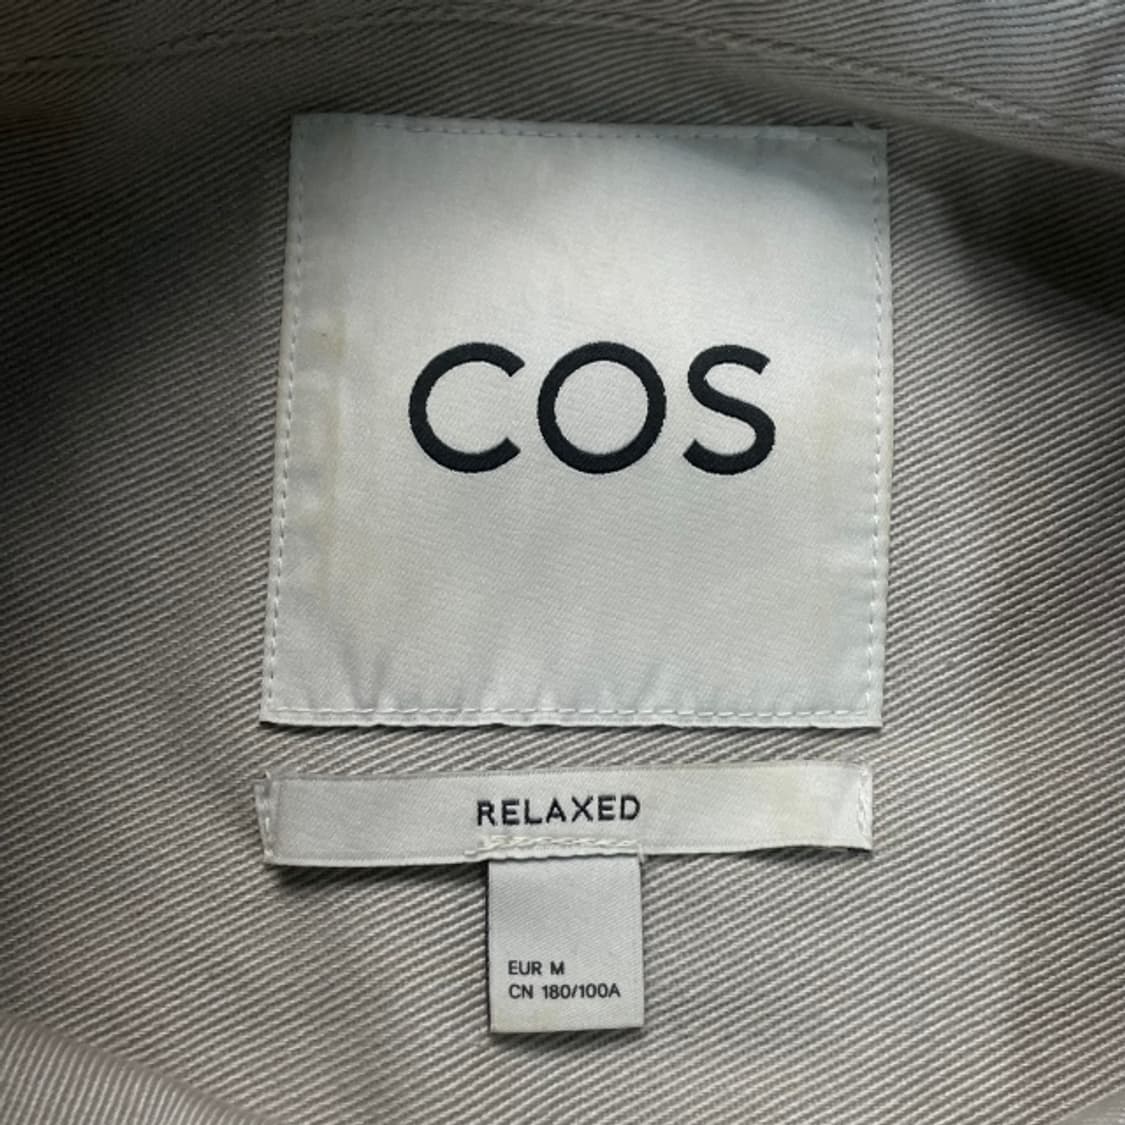 COS
RELAXED
EUR M
CN 180/100A